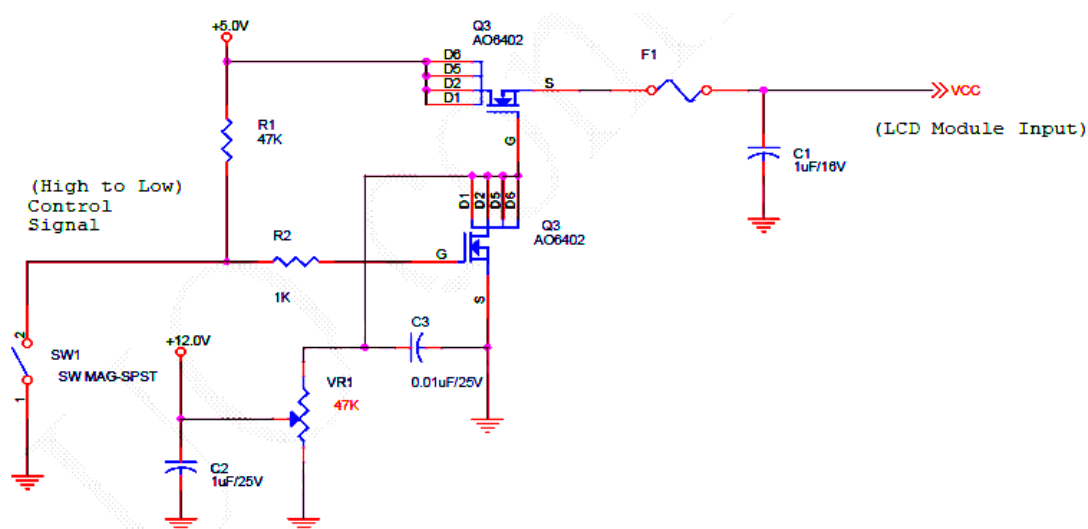 +5.0V
Q3
AO6402
D6
D5
D2
D1
S
G
F1
VCC
(LCD Module Input)
R1
47K
C1
1uF/16V
(High to Low)
Control
Signal
D1
D2
D5
D6
Q3
AO6402
R2
1K
G
S
2
SW1
SW MAG-SPST
1
+12.0V
C3
0.01uF/25V
VR1
47K
C2
1uF/25V